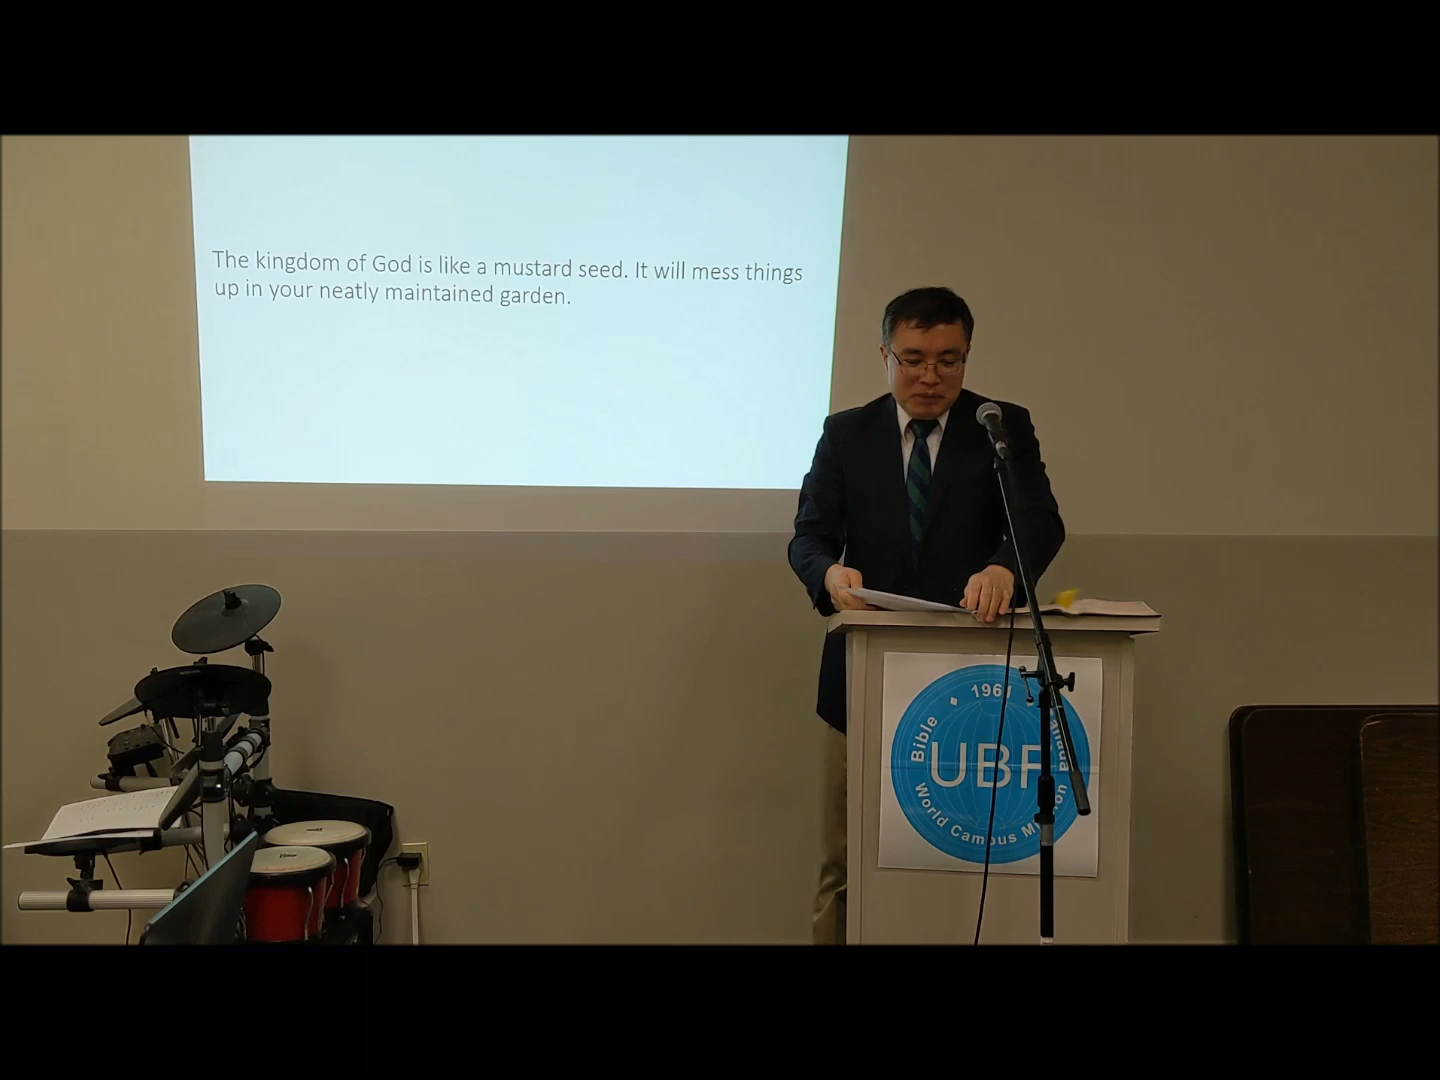 The kingdom of God is like a mustard seed. It will mess things
up in your neatly maintained garden.
1961
Bible
UBF
World Campus